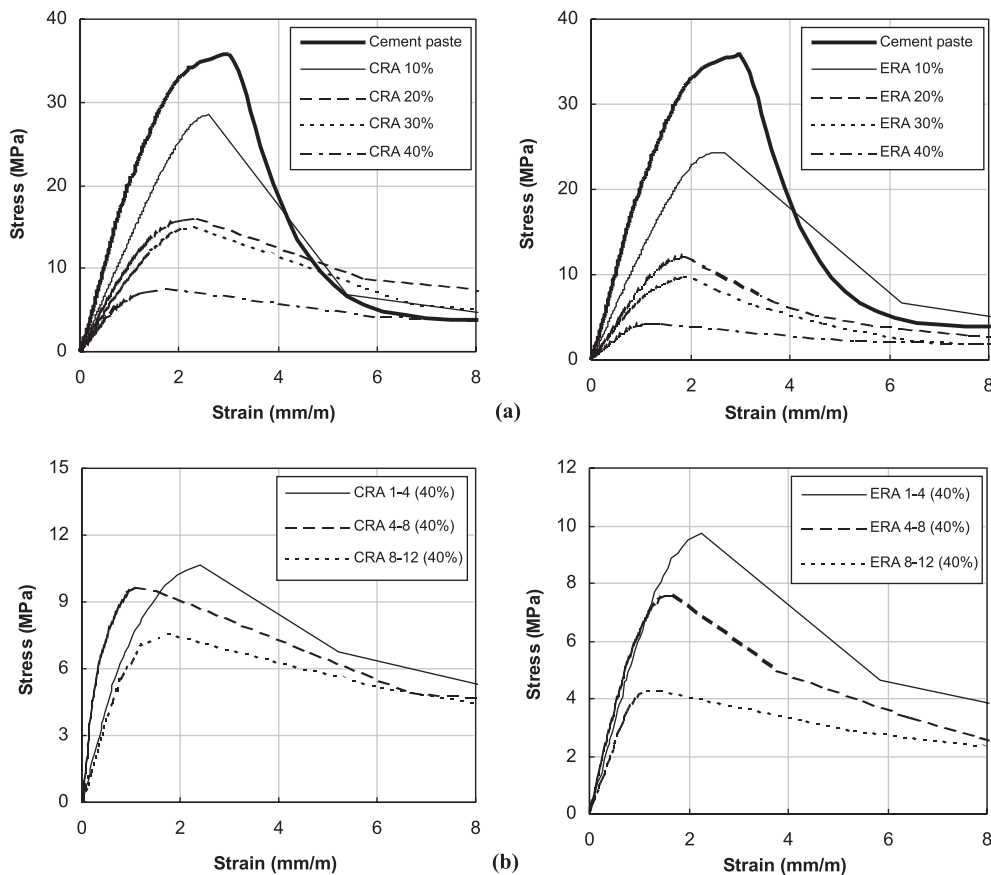 40
30
20
10
0
Stress (MPa)
Cement paste
CRA 10%
CRA 20%
CRA 30%
CRA 40%
0 2 4 6 8
Strain (mm/m)
40
30
20
10
0
Stress (MPa)
Cement paste
ERA 10%
ERA 20%
ERA 30%
ERA 40%
0 2 4 6 8
Strain (mm/m)
(a)
15
12
9
6
3
0
Stress (MPa)
CRA 1-4 (40%)
CRA 4-8 (40%)
CRA 8-12 (40%)
0 2 4 6 8
Strain (mm/m)
12
10
8
6
4
2
0
Stress (MPa)
ERA 1-4 (40%)
ERA 4-8 (40%)
ERA 8-12 (40%)
0 2 4 6 8
Strain (mm/m)
(b)